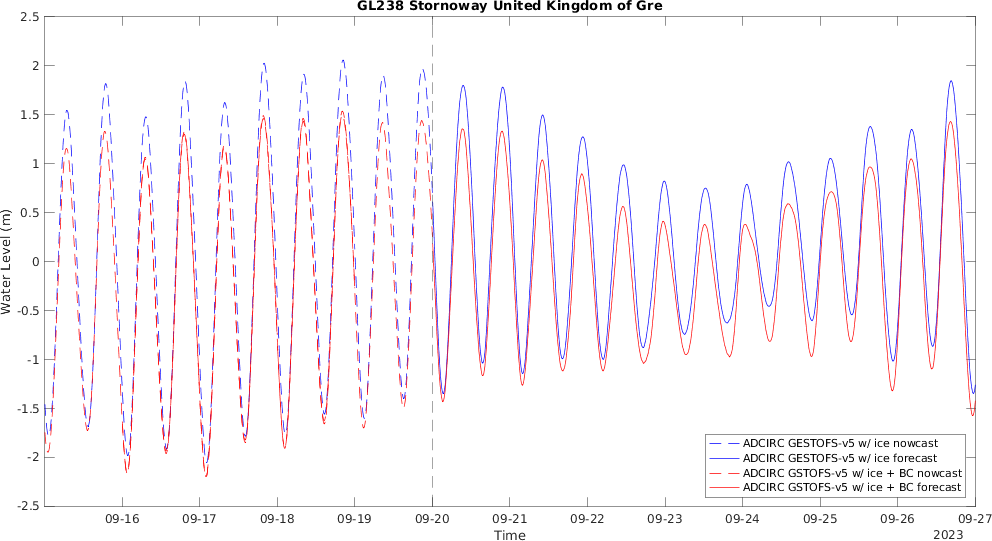 GL238 Stornoway United Kingdom of Gre
Water Level (m)
2.5
2
1.5
1
0.5
0
-0.5
-1
-1.5
-2
-2.5
ADCIRC GESTOFS-v5 w/ ice nowcast
ADCIRC GESTOFS-v5 w/ ice forecast
ADCIRC GSTOFS-v5 w/ ice + BC nowcast
ADCIRC GSTOFS-v5 w/ ice + BC forecast
09-16 09-17 09-18 09-19 09-20 09-21 09-22 09-23 09-24 09-25 09-26 09-27
Time
2023